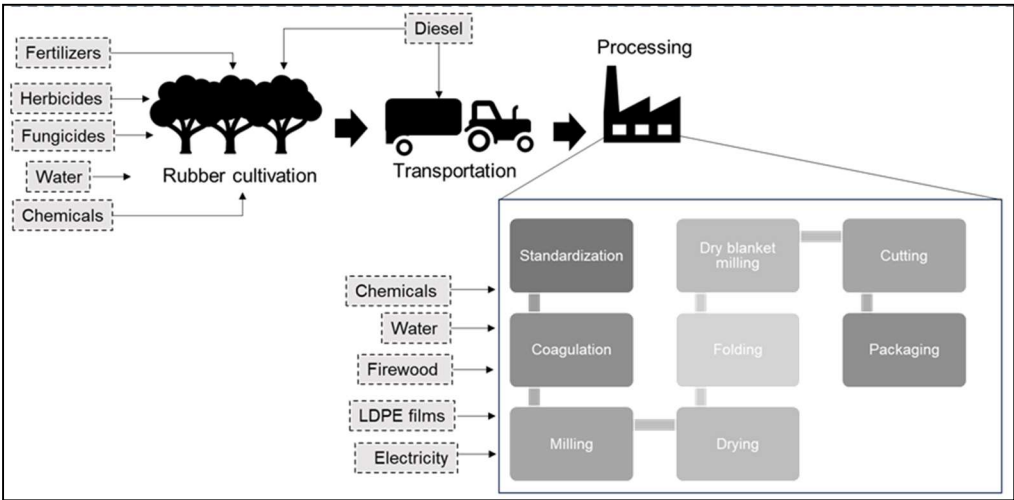 Diesel
Fertilizers
Herbicides
Fungicides
Water
Chemicals
Rubber cultivation
Transportation
Processing
Chemicals
Water
Firewood
LDPE films
Electricity
Standardization
Coagulation
Milling
Drying
Folding
Dry blanket
milling
Cutting
Packaging